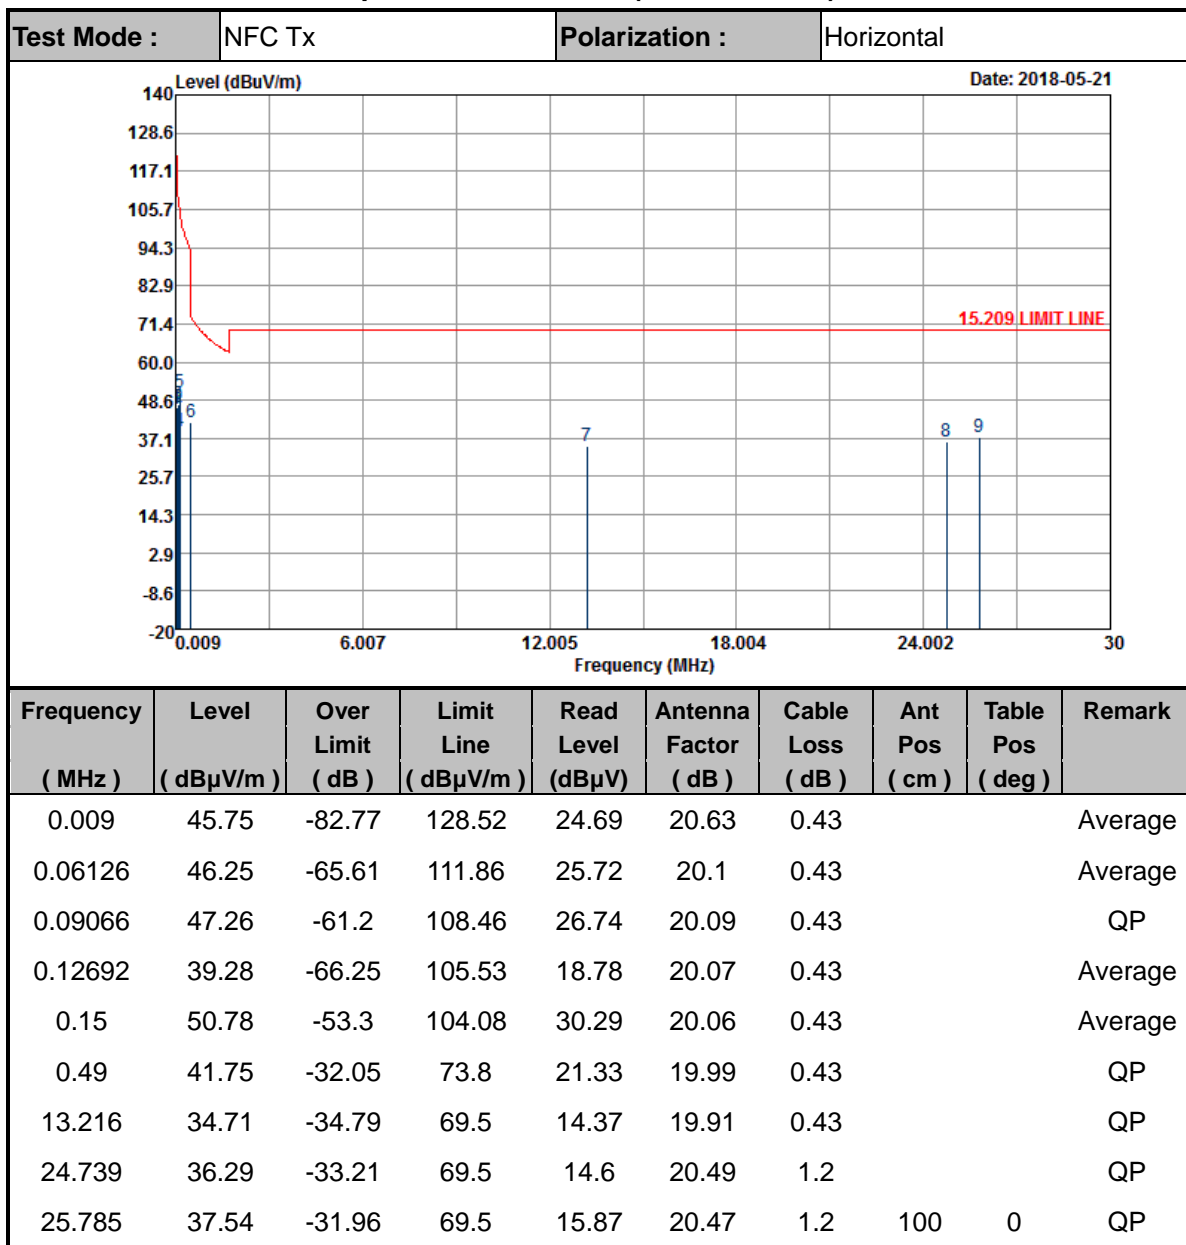 Test Mode : NFC Tx Polarization : Horizontal
Level (dBuV/m) Date: 2018-05-21
140
128.6
117.1
105.7
94.3
82.9
71.4
15.209 LIMIT LINE
60.0
5
48.6
6
37.1
7
8
9
25.7
14.3
2.9
-8.6
-20
0.009 6.007 12.005 18.004 24.002 30
Frequency (MHz)
Frequency Level Over Limit Read Antenna Cable Ant Table Remark
Limit Line Level Factor Loss Pos Pos
( MHz ) ( dBµV/m ) ( dB ) ( dBµV/m ) (dBµV) ( dB ) ( dB ) ( cm ) ( deg )
0.009 45.75 -82.77 128.52 24.69 20.63 0.43 Average
0.06126 46.25 -65.61 111.86 25.72 20.1 0.43 Average
0.09066 47.26 -61.2 108.46 26.74 20.09 0.43 QP
0.12692 39.28 -66.25 105.53 18.78 20.07 0.43 Average
0.15 50.78 -53.3 104.08 30.29 20.06 0.43 Average
0.49 41.75 -32.05 73.8 21.33 19.99 0.43 QP
13.216 34.71 -34.79 69.5 14.37 19.91 0.43 QP
24.739 36.29 -33.21 69.5 14.6 20.49 1.2 QP
25.785 37.54 -31.96 69.5 15.87 20.47 1.2 100 0 QP